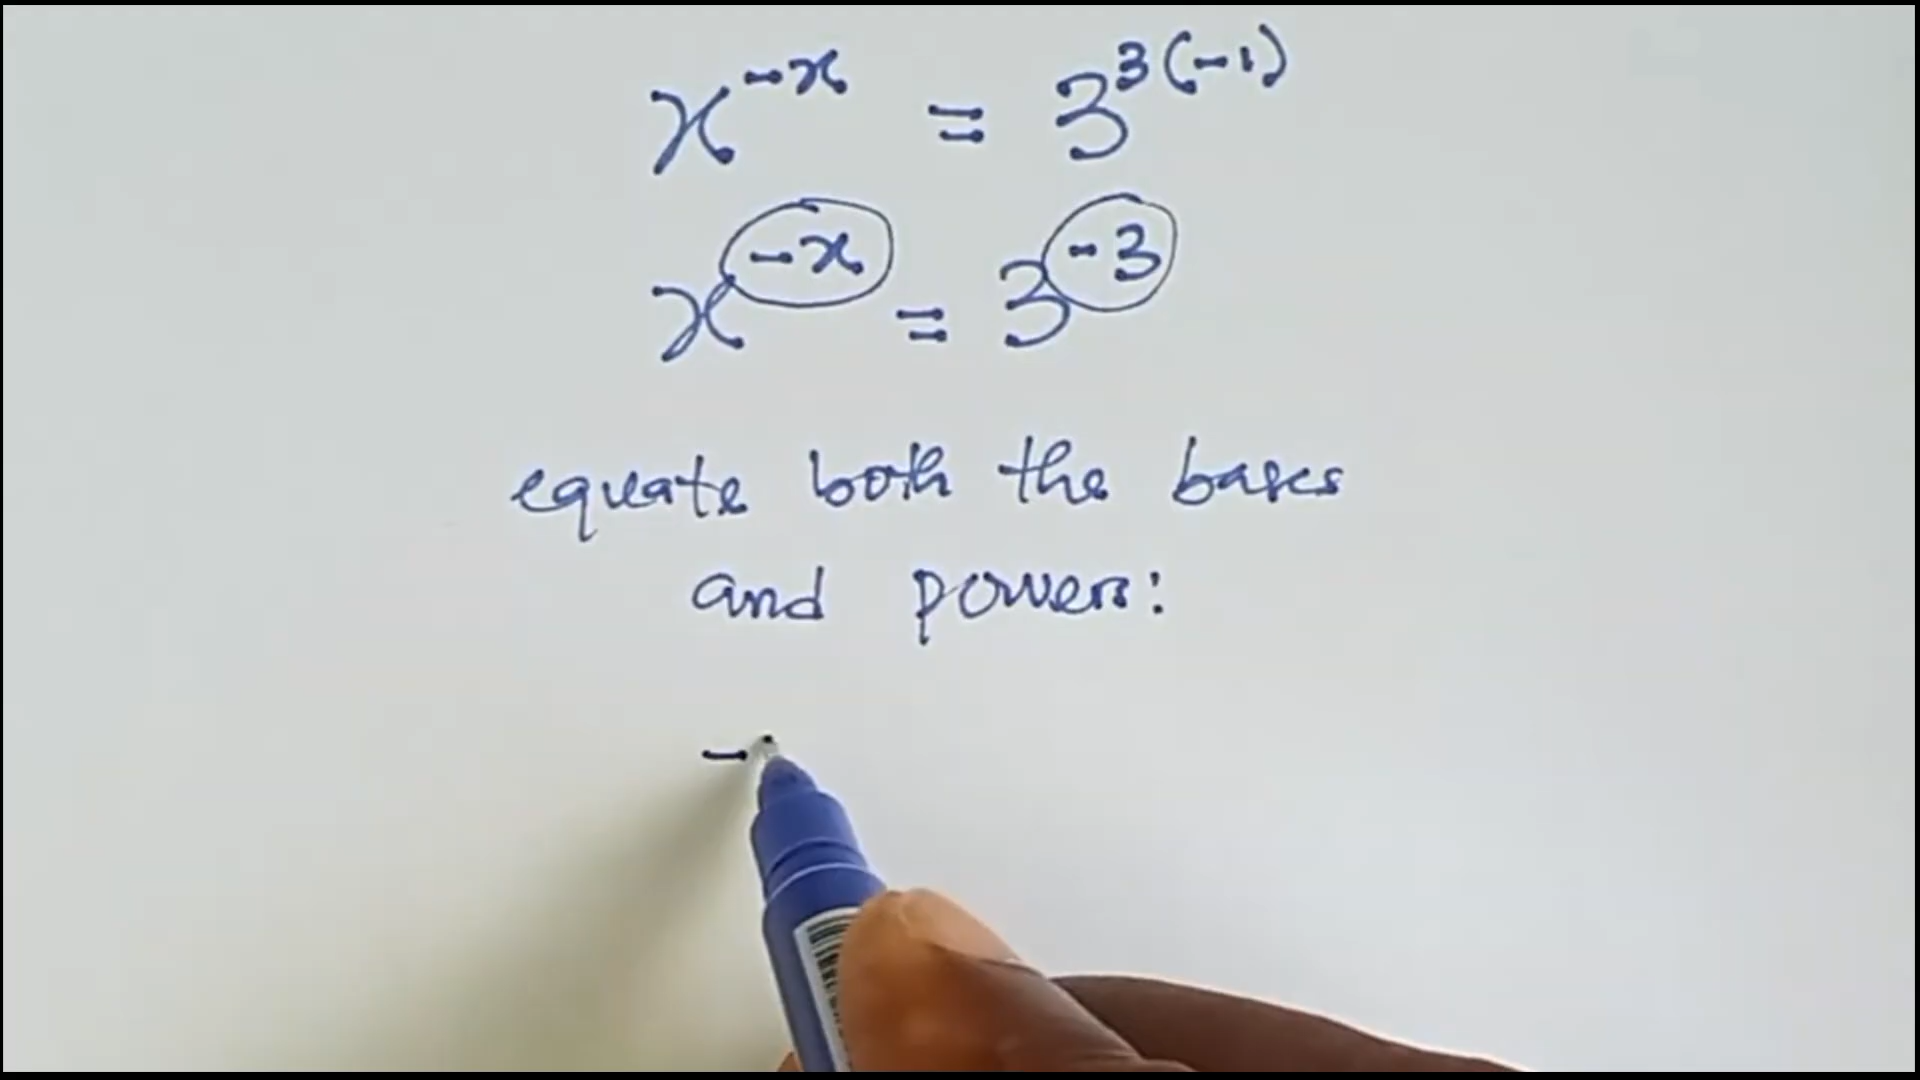 x^{-x} = 3^{3(-1)}
x^{-x} = 3^{-3}
equate both the bases
and powers:
-